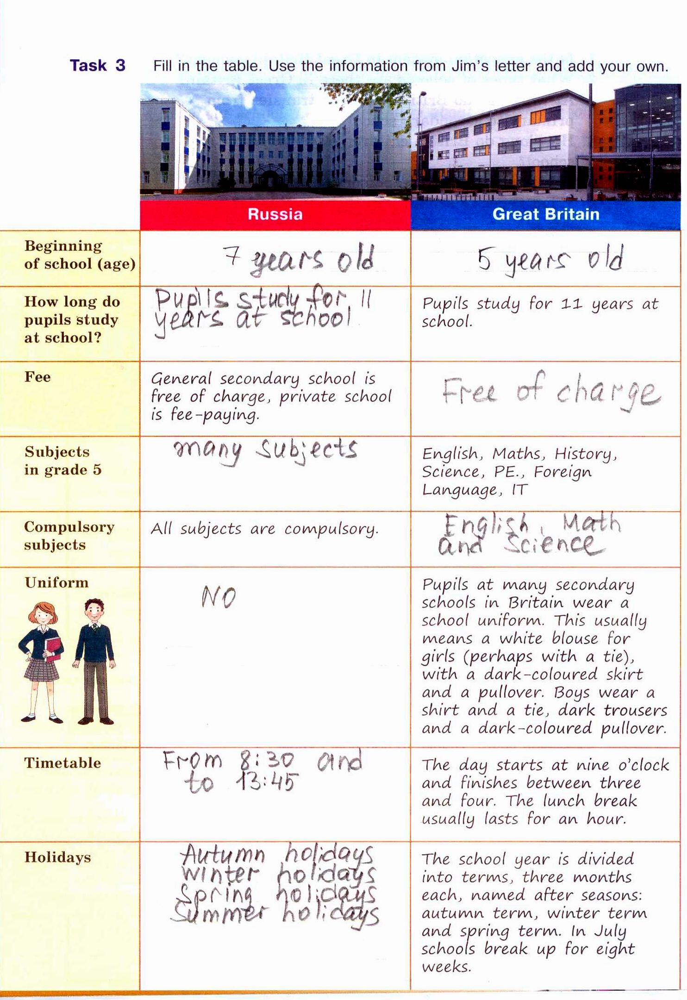 Task 3 Fill in the table. Use the information from Jim's letter and add your own.
Russia
Great Britain
Beginning
of school (age)
7 years old
5 years old
How long do
pupils study
at school?
Pupils study for 11
years at school
Pupils study for 11 years at
school.
Fee
General secondary school is
free of charge, private school
is fee-paying.
Free of charge
Subjects
in grade 5
many subjects
English, Maths, History,
Science, PE., Foreign
Language, IT
Compulsory
subjects
All subjects are compulsory.
English, Math
and Science
Uniform
NO
Pupils at many secondary
schools in Britain wear a
school uniform. This usually
means a white blouse for
girls (perhaps with a tie),
with a dark-coloured skirt
and a pullover. Boys wear a
shirt and a tie, dark trousers
and a dark-coloured pullover.
Timetable
From 8:30 and
to 13:45
The day starts at nine o'clock
and finishes between three
and four. The lunch break
usually lasts for an hour.
Holidays
Autumn holidays
winter holidays
Spring holidays
Summer holidays
The school year is divided
into terms, three months
each, named after seasons:
autumn term, winter term
and spring term. In July
schools break up for eight
weeks.